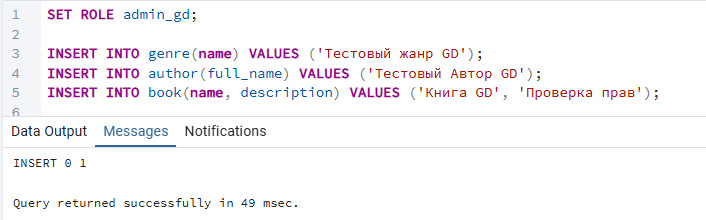 1 SET ROLE admin_gd;
2
3 INSERT INTO genre(name) VALUES ('Тестовый жанр GD');
4 INSERT INTO author(full_name) VALUES ('Тестовый Автор GD');
5 INSERT INTO book(name, description) VALUES ('Книга GD', 'Проверка прав');
6
Data Output Messages Notifications
INSERT 0 1
Query returned successfully in 49 msec.